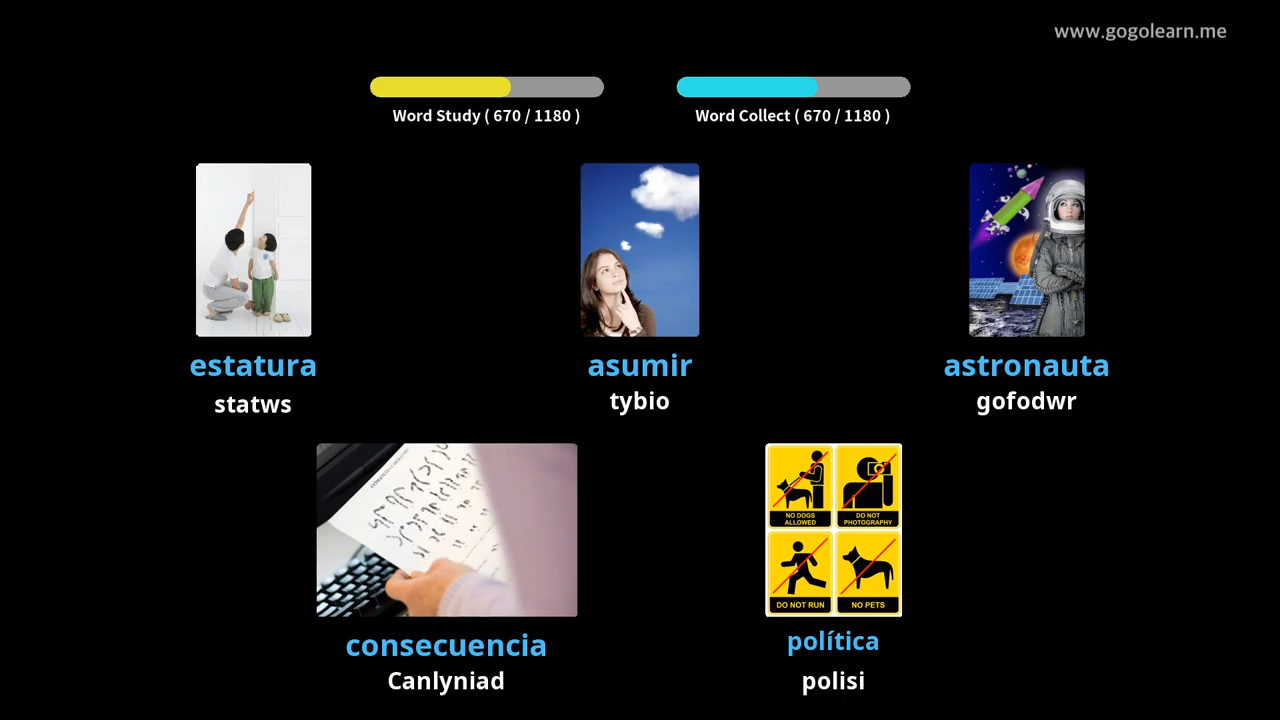 www.gogolearn.me
Word Study ( 670 / 1180 )
Word Collect ( 670 / 1180 )
estatura
statws
asumir
tybio
astronauta
gofodwr
NO DOGS
ALLOWED
DO NOT
PHOTOGRAPHY
DO NOT RUN
NO PETS
consecuencia
Canlyniad
política
polisi